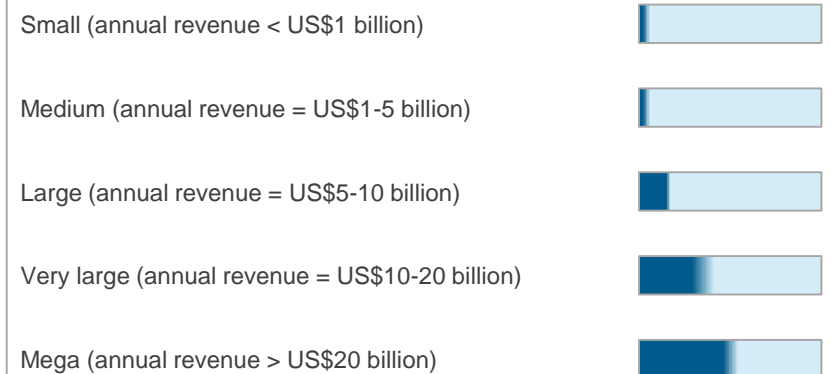 Small (annual revenue < US$1 billion)
Medium (annual revenue = US$1-5 billion)
Large (annual revenue = US$5-10 billion)
Very large (annual revenue = US$10-20 billion)
Mega (annual revenue > US$20 billion)